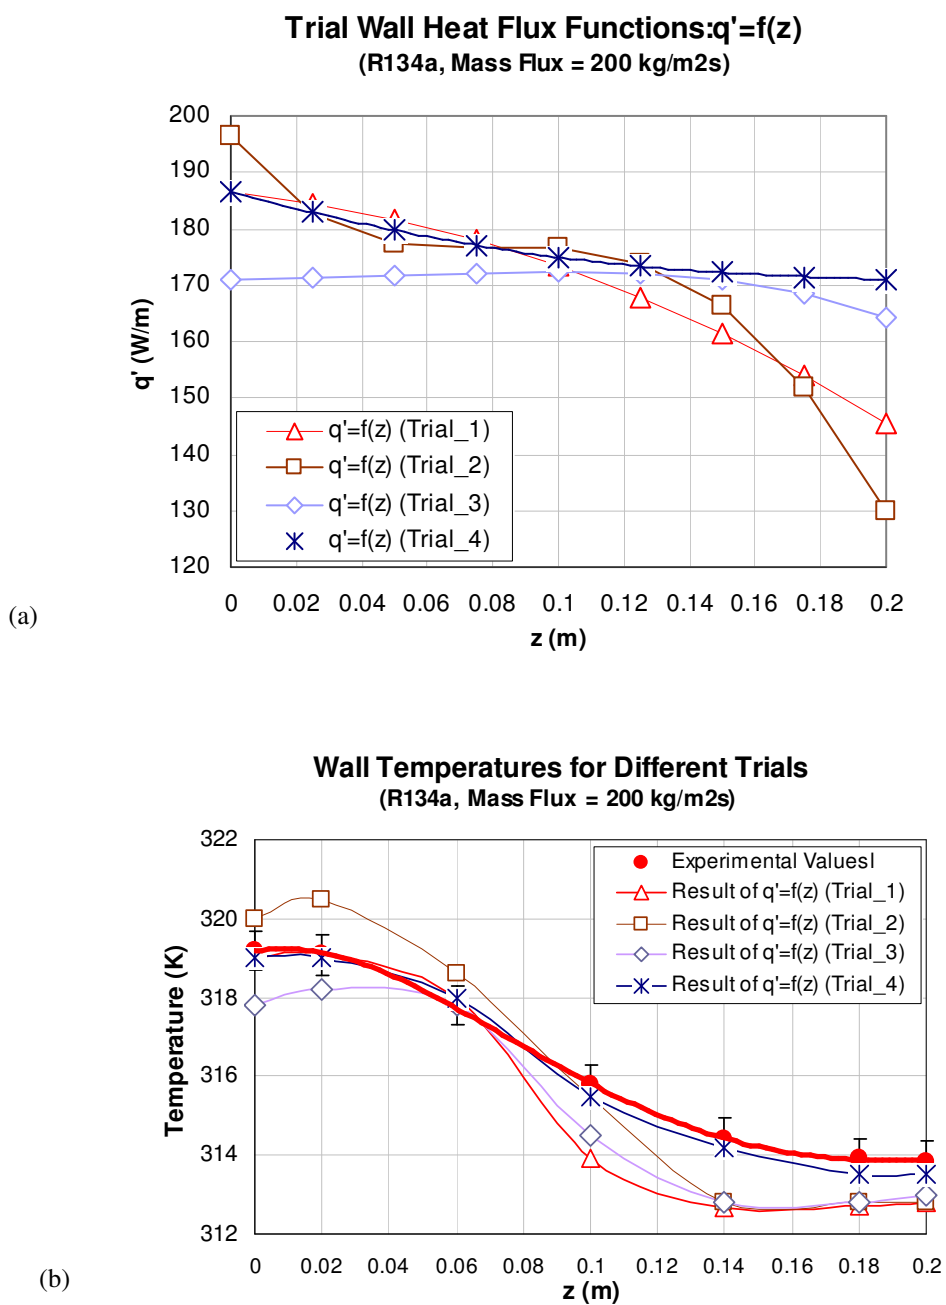 Trial Wall Heat Flux Functions:q'=f(z)
(R134a, Mass Flux = 200 kg/m2s)
200
190
180
170
160
150
140
130
120
q' (W/m)
q'=f(z) (Trial_1)
q'=f(z) (Trial_2)
q'=f(z) (Trial_3)
q'=f(z) (Trial_4)
0 0.02 0.04 0.06 0.08 0.1 0.12 0.14 0.16 0.18 0.2
z (m)
(a)
Wall Temperatures for Different Trials
(R134a, Mass Flux = 200 kg/m2s)
322
320
318
316
314
312
Temperature (K)
Experimental Valuesl
Result of q'=f(z) (Trial_1)
Result of q'=f(z) (Trial_2)
Result of q'=f(z) (Trial_3)
Result of q'=f(z) (Trial_4)
0 0.02 0.04 0.06 0.08 0.1 0.12 0.14 0.16 0.18 0.2
z (m)
(b)